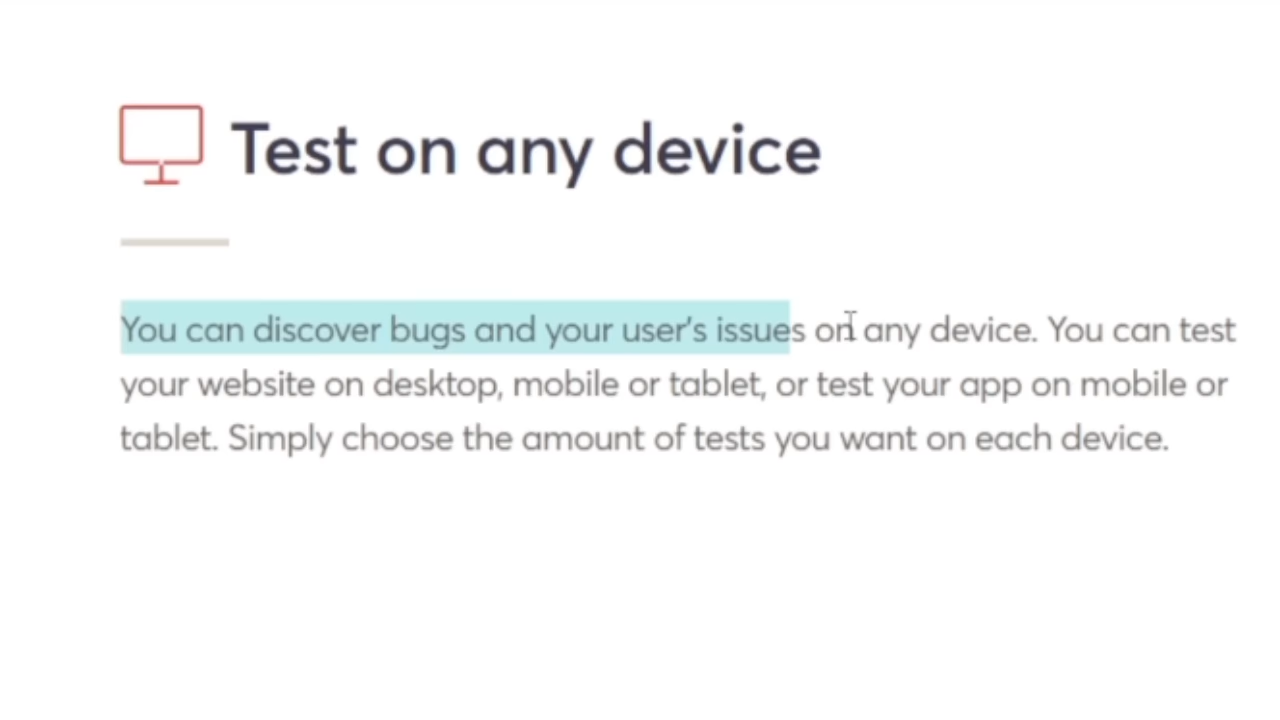 Test on any device
You can discover bugs and your user's issues on any device. You can test
your website on desktop, mobile or tablet, or test your app on mobile or
tablet. Simply choose the amount of tests you want on each device.